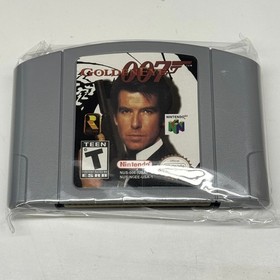 GOLDENEYE
007
NINTENDO 64
R
TEEN
T
ESRB
Nintendo